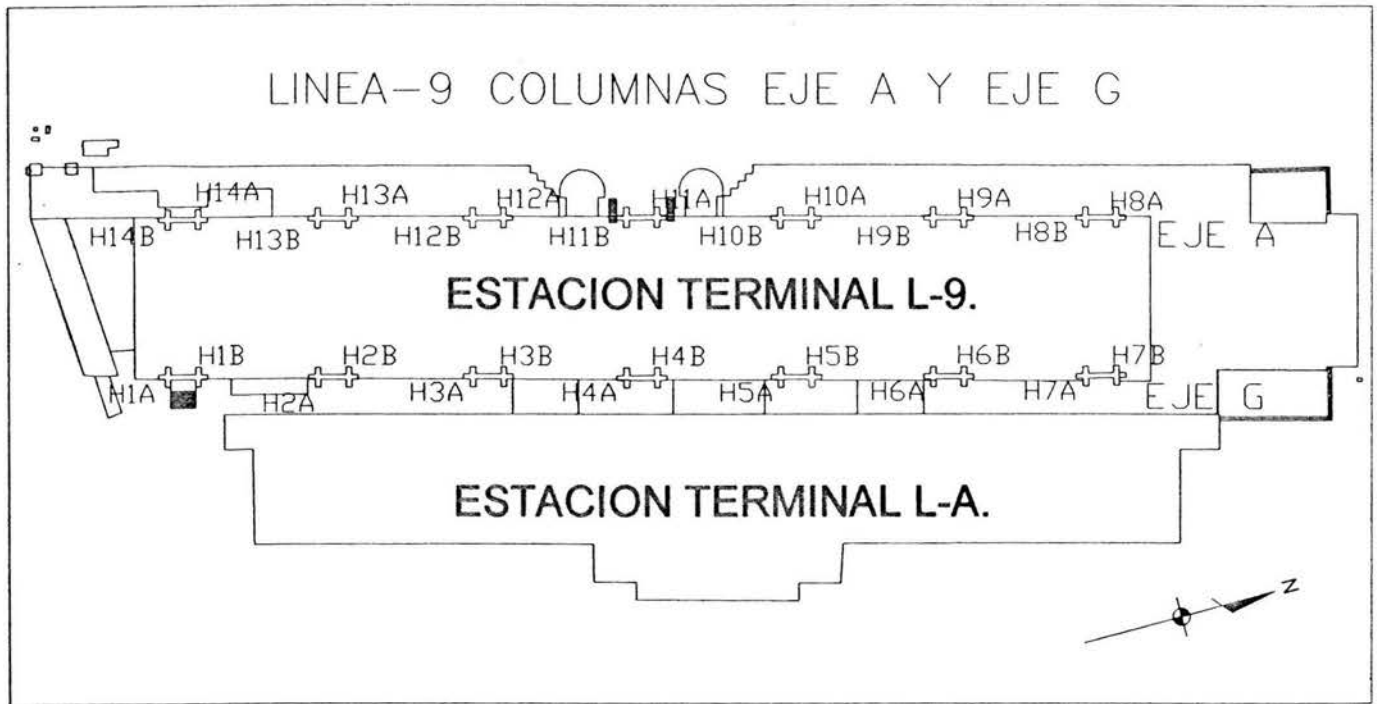 LINEA-9 COLUMNAS EJE A Y EJE G
H14A H13A H12A H11A H10A H9A H8A
H14B H13B H12B H11B H10B H9B H8B EJE A
ESTACION TERMINAL L-9.
H1B H2B H3B H4B H5B H6B H7B
H1A H2A H3A H4A H5A H6A H7A EJE G
ESTACION TERMINAL L-A.
N